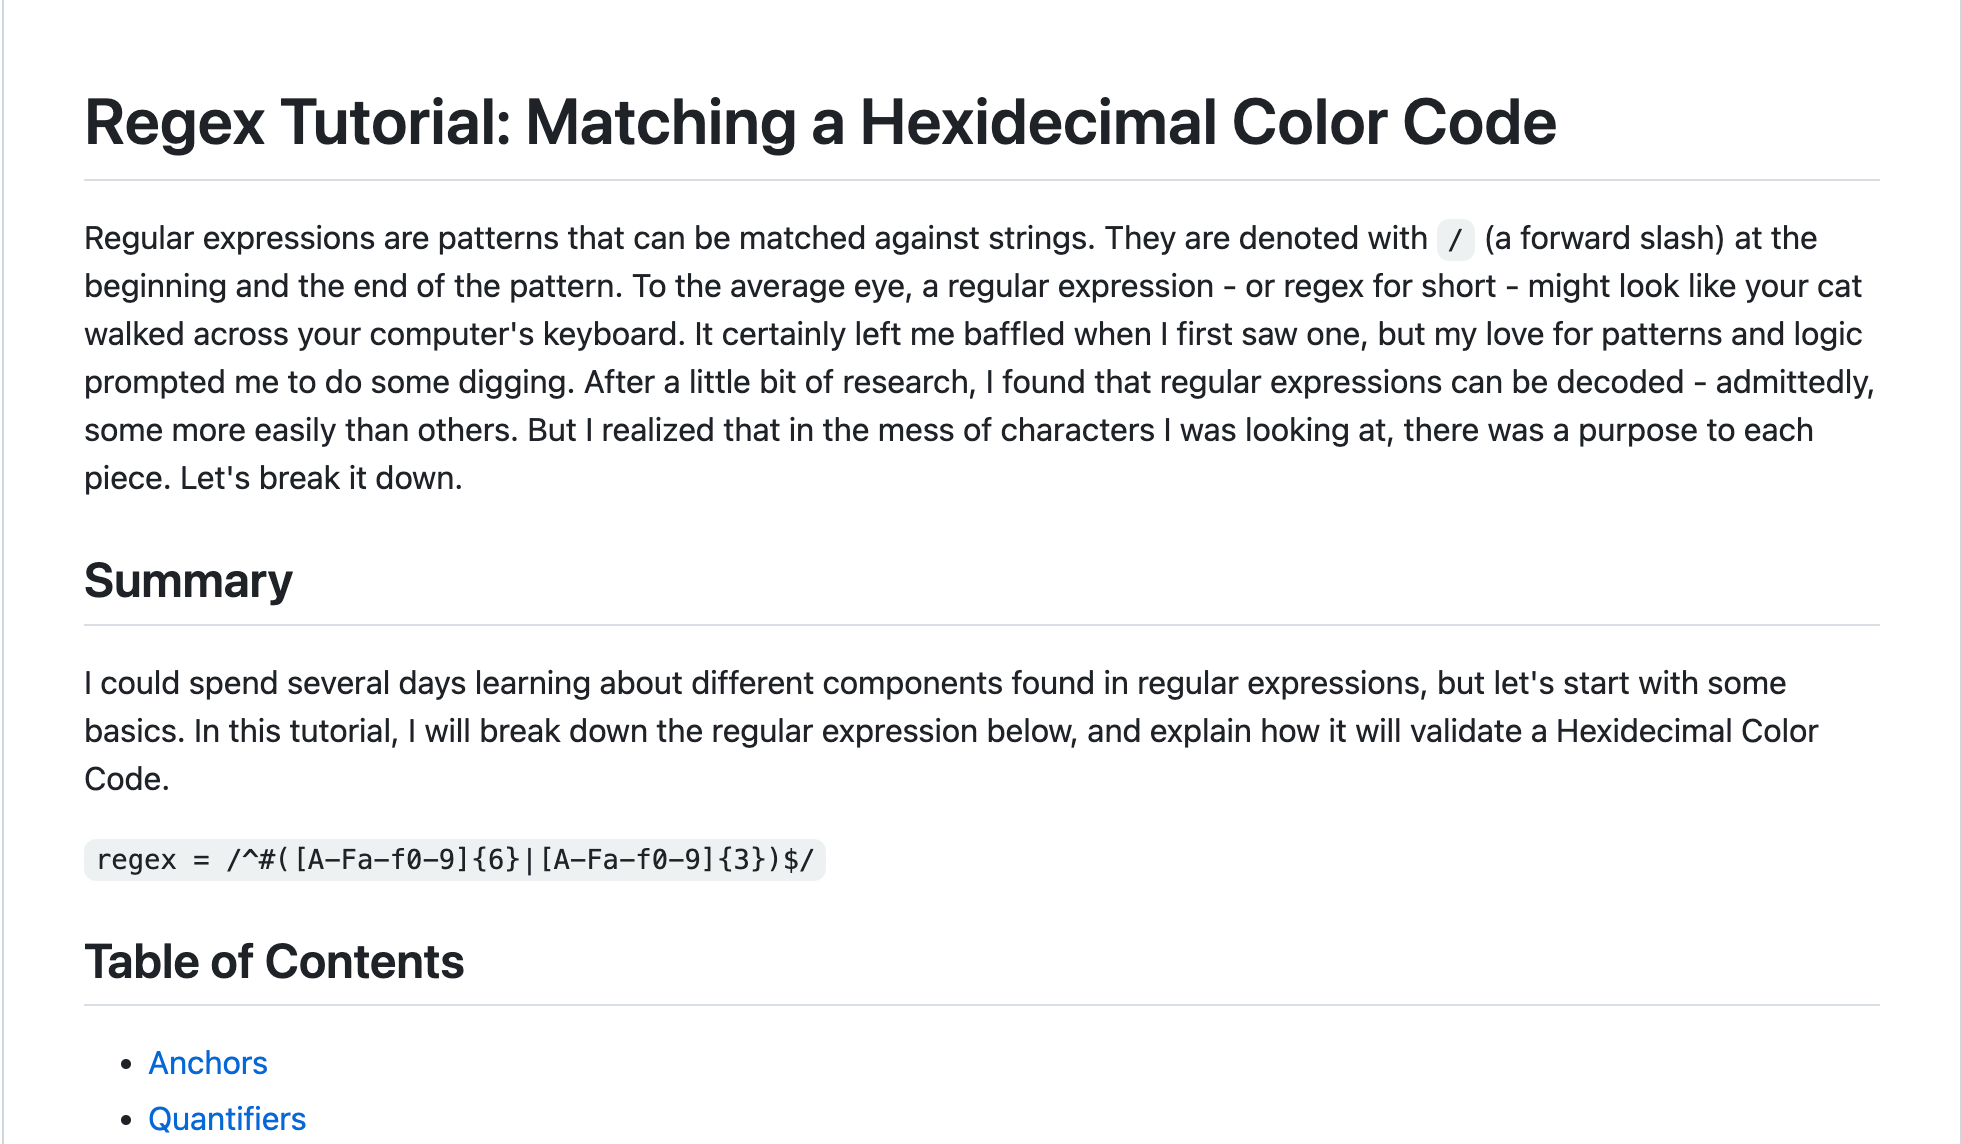 Regex Tutorial: Matching a Hexidecimal Color Code
Regular expressions are patterns that can be matched against strings. They are denoted with / (a forward slash) at the
beginning and the end of the pattern. To the average eye, a regular expression - or regex for short - might look like your cat
walked across your computer's keyboard. It certainly left me baffled when I first saw one, but my love for patterns and logic
prompted me to do some digging. After a little bit of research, I found that regular expressions can be decoded - admittedly,
some more easily than others. But I realized that in the mess of characters I was looking at, there was a purpose to each
piece. Let's break it down.
Summary
I could spend several days learning about different components found in regular expressions, but let's start with some
basics. In this tutorial, I will break down the regular expression below, and explain how it will validate a Hexidecimal Color
Code.
regex = /^#([A-Fa-f0-9]{6}|[A-Fa-f0-9]{3})$/
Table of Contents
• Anchors
• Quantifiers